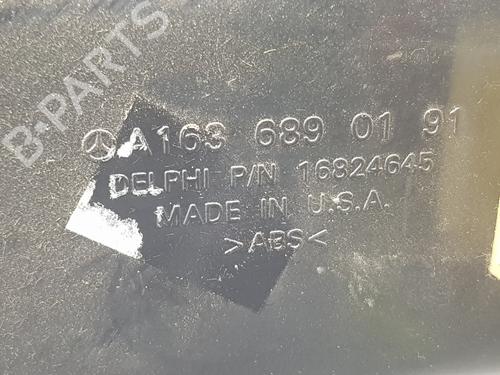 B-PARTS
A163 689 01 91
DELPHI P/N 16824645
MADE IN U.S.A.
>ABS<